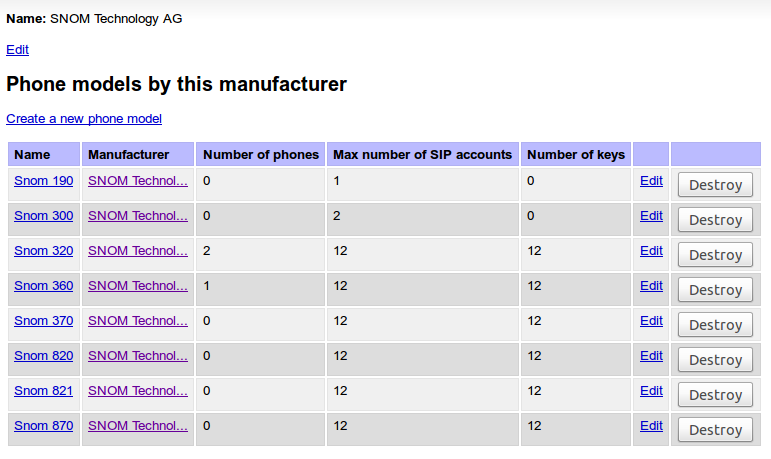 Name: SNOM Technology AG
Edit
Phone models by this manufacturer
Create a new phone model
Name Manufacturer Number of phones Max number of SIP accounts Number of keys
Snom 190 SNOM Technol... 0 1 0 Edit Destroy
Snom 300 SNOM Technol... 0 2 0 Edit Destroy
Snom 320 SNOM Technol... 2 12 12 Edit Destroy
Snom 360 SNOM Technol... 1 12 12 Edit Destroy
Snom 370 SNOM Technol... 0 12 12 Edit Destroy
Snom 820 SNOM Technol... 0 12 12 Edit Destroy
Snom 821 SNOM Technol... 0 12 12 Edit Destroy
Snom 870 SNOM Technol... 0 12 12 Edit Destroy